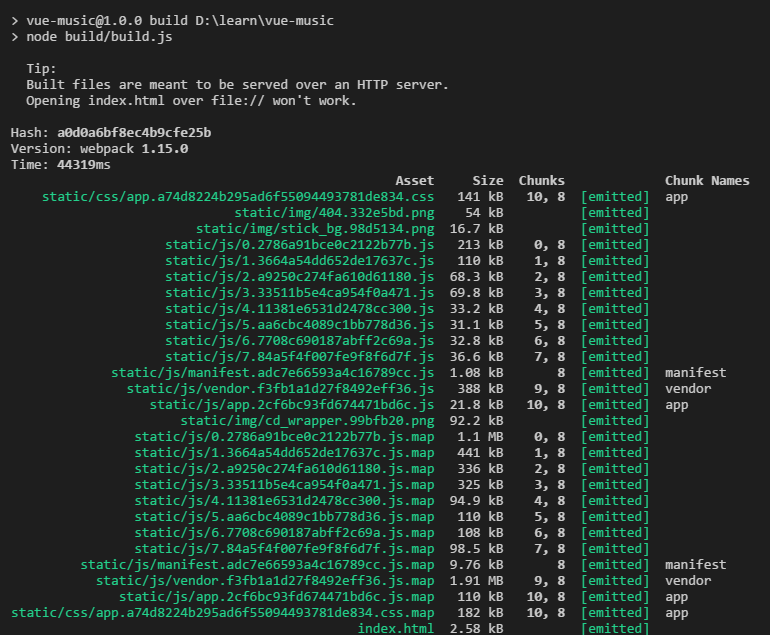 > vue-music@1.0.0 build D:\learn\vue-music
> node build/build.js
Tip:
Built files are meant to be served over an HTTP server.
Opening index.html over file:// won't work.
Hash: a0d0a6bf8ec4b9cfe25b
Version: webpack 1.15.0
Time: 44319ms
Asset Size Chunks Chunk Names
static/css/app.a74d8224b295ad6f55094493781de834.css 141 kB 10, 8 [emitted] app
static/img/404.332e5bd.png 54 kB [emitted]
static/img/stick_bg.98d5134.png 16.7 kB [emitted]
static/js/0.2786a91bce0c2122b77b.js 213 kB 0, 8 [emitted]
static/js/1.3664a54dd652de17637c.js 110 kB 1, 8 [emitted]
static/js/2.a9250c274fa610d61180.js 68.3 kB 2, 8 [emitted]
static/js/3.33511b5e4ca954f0a471.js 69.8 kB 3, 8 [emitted]
static/js/4.11381e6531d2478cc300.js 33.2 kB 4, 8 [emitted]
static/js/5.aa6cbc4089c1bb778d36.js 31.1 kB 5, 8 [emitted]
static/js/6.7708c690187abff2c69a.js 32.8 kB 6, 8 [emitted]
static/js/7.84a5f4f007fe9f8f6d7f.js 36.6 kB 7, 8 [emitted]
static/js/manifest.adc7e66593a4c16789cc.js 1.08 kB 8 [emitted] manifest
static/js/vendor.f3fb1a1d27f8492eff36.js 388 kB 9, 8 [emitted] vendor
static/js/app.2cf6bc93fd674471bd6c.js 21.8 kB 10, 8 [emitted] app
static/img/cd_wrapper.99bfb20.png 92.2 kB [emitted]
static/js/0.2786a91bce0c2122b77b.js.map 1.1 MB 0, 8 [emitted]
static/js/1.3664a54dd652de17637c.js.map 441 kB 1, 8 [emitted]
static/js/2.a9250c274fa610d61180.js.map 336 kB 2, 8 [emitted]
static/js/3.33511b5e4ca954f0a471.js.map 325 kB 3, 8 [emitted]
static/js/4.11381e6531d2478cc300.js.map 94.9 kB 4, 8 [emitted]
static/js/5.aa6cbc4089c1bb778d36.js.map 110 kB 5, 8 [emitted]
static/js/6.7708c690187abff2c69a.js.map 108 kB 6, 8 [emitted]
static/js/7.84a5f4f007fe9f8f6d7f.js.map 98.5 kB 7, 8 [emitted]
static/js/manifest.adc7e66593a4c16789cc.js.map 9.76 kB 8 [emitted] manifest
static/js/vendor.f3fb1a1d27f8492eff36.js.map 1.91 MB 9, 8 [emitted] vendor
static/js/app.2cf6bc93fd674471bd6c.js.map 110 kB 10, 8 [emitted] app
static/css/app.a74d8224b295ad6f55094493781de834.css.map 182 kB 10, 8 [emitted] app
index.html 2.58 kB [emitted]